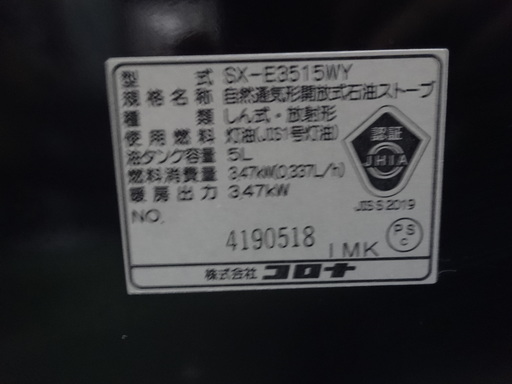 型 式 SX-E3515WY
規格名称 自然通気形開放式石油ストーブ
種 類 しん式・放射形
使用燃料 灯油(JIS1号灯油)
油タンク容量 5L
燃料消費量 3.47kW(0.337L/h)
暖房出力 3.47kW
認証
JHIA
JIS S 2019
NO.
4190518
IMK
PS
C
株式会社 コロナ